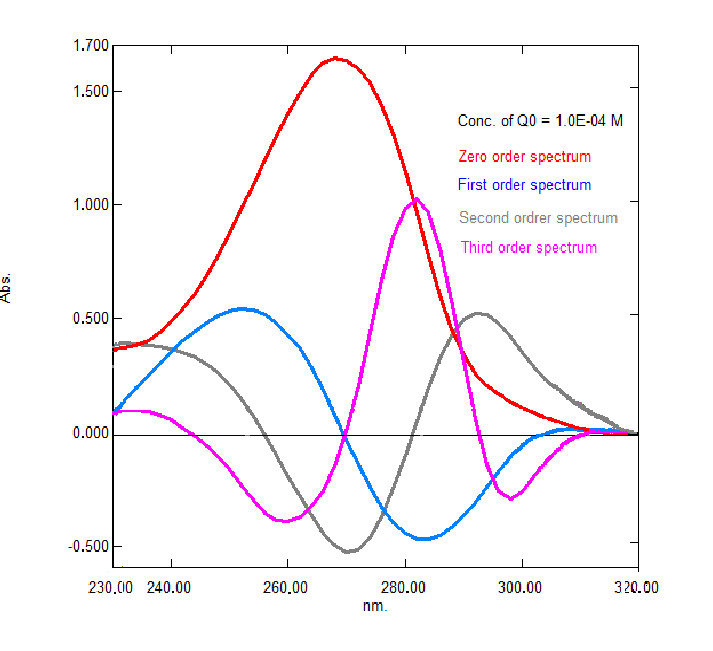 1.700
1.500
Conc. of Q0 = 1.0E-04 M
Zero order spectrum
First order spectrum
1.000
Second ordrer spectrum
Third order spectrum
Abs.
0.500
0.000
-0.500
230.00 240.00 260.00 280.00 300.00 320.00
nm.